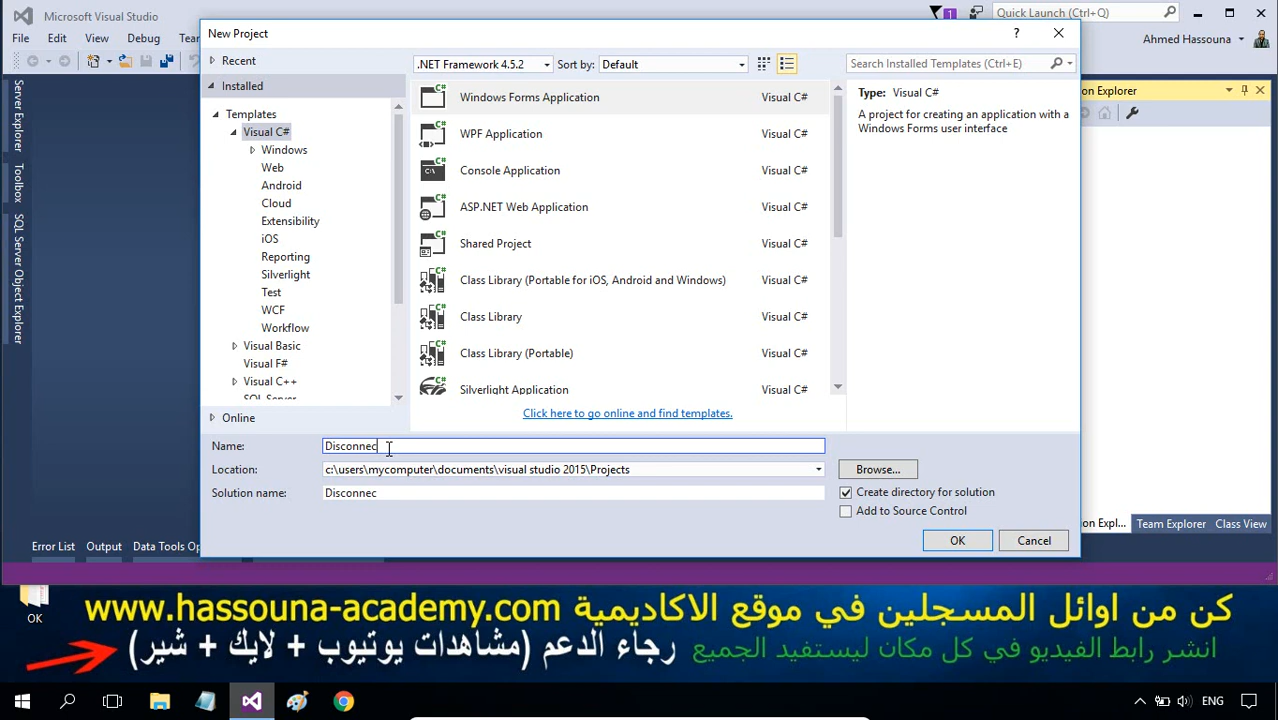 Microsoft Visual Studio
1
Quick Launch (Ctrl+Q)
File Edit View Debug
Ahmed Hassouna
New Project
?
Recent
.NET Framework 4.5.2
Sort by:
Default
Search Installed Templates (Ctrl+E)
Installed
Templates
Visual C#
Windows
Web
Android
Cloud
Extensibility
iOS
Reporting
Silverlight
Test
WCF
Workflow
Visual Basic
Visual F#
Visual C++
SQL Server
Online
Windows Forms Application Visual C#
WPF Application Visual C#
Console Application Visual C#
ASP.NET Web Application Visual C#
Shared Project Visual C#
Class Library (Portable for iOS, Android and Windows) Visual C#
Class Library Visual C#
Class Library (Portable) Visual C#
Silverlight Application Visual C#
Click here to go online and find templates.
Type: Visual C#
A project for creating an application with a
Windows Forms user interface
Name:
Disconnec
Location:
c:\users\mycomputer\documents\visual studio 2015\Projects
Browse...
Solution name:
Disconnec
Create directory for solution
Add to Source Control
OK
Cancel
Server Explorer
Toolbox
SQL Server Object Explorer
Explorer
Error List Output Data Tools
Team Explorer Class View
OK
كن من اوائل المسجلين في موقع الاكاديمية www.hassouna-academy.com
انشر رابط الفيديو في كل مكان ليستفيد الجميع رجاء الدعم (مشاهدات يوتيوب + لايك + شير)
ENG